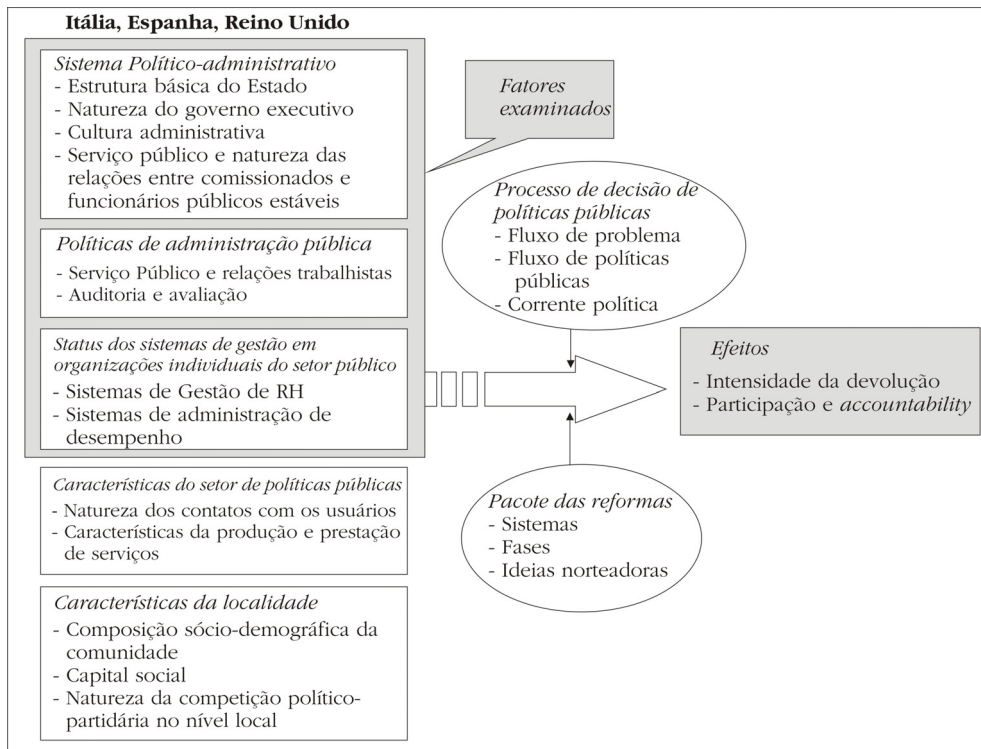 Itália, Espanha, Reino Unido
Sistema Político-administrativo
- Estrutura básica do Estado
- Natureza do governo executivo
- Cultura administrativa
- Serviço público e natureza das
relações entre comissionados e
funcionários públicos estáveis
Políticas de administração pública
- Serviço Público e relações trabalhistas
- Auditoria e avaliação
Status dos sistemas de gestão em
organizações individuais do setor público
- Sistemas de Gestão de RH
- Sistemas de administração de
desempenho
Características do setor de políticas públicas
- Natureza dos contatos com os usuários
- Características da produção e prestação
de serviços
Características da localidade
- Composição sócio-demográfica da
comunidade
- Capital social
- Natureza da competição político-
partidária no nível local
Fatores
examinados
Processo de decisão de
políticas públicas
- Fluxo de problema
- Fluxo de políticas
públicas
- Corrente política
Pacote das reformas
- Sistemas
- Fases
- Ideias norteadoras
Efeitos
- Intensidade da devolução
- Participação e accountability